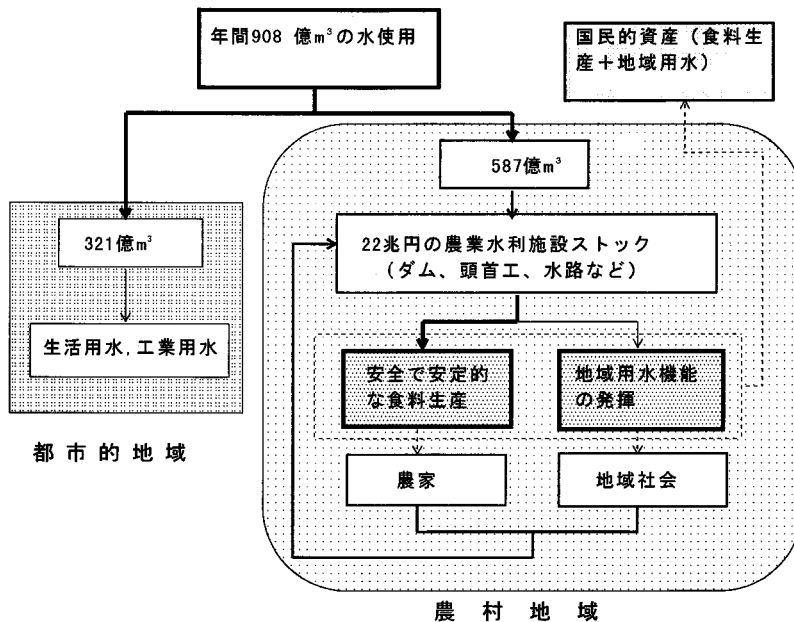 年間908 億m³の水使用
国民的資産（食料生
産＋地域用水）
587億m³
321億m³
22兆円の農業水利施設ストック
（ダム、頭首工、水路など）
生活用水,工業用水
安全で安定的
な食料生産
地域用水機能
の発揮
都市的地域
農家
地域社会
農村地域